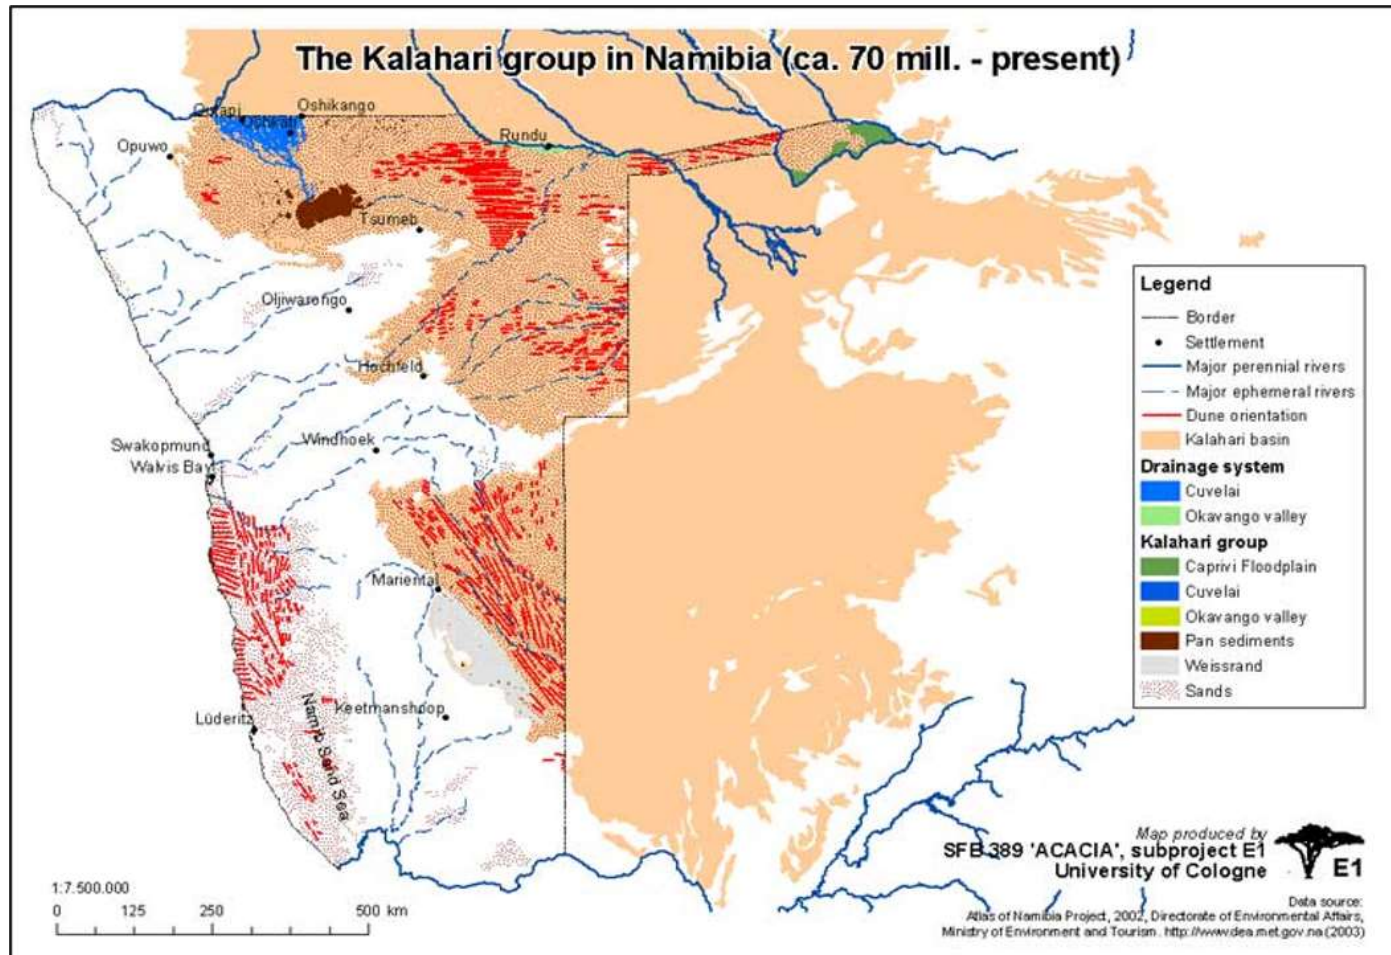 The Kalahari group in Namibia (ca. 70 mill. - present)
Oshikango
Opuwo
Rundu
Tsumeb
Otjiwarongo
Hochfeld
Windhoek
Swakopmund
Walvis Bay
Mariental
Keetmanshoop
Lüderitz
Namib Sand Sea
Legend
Border
Settlement
Major perennial rivers
Major ephemeral rivers
Dune orientation
Kalahari basin
Drainage system
Cuvelai
Okavango valley
Kalahari group
Caprivi Floodplain
Cuvelai
Okavango valley
Pan sediments
Weissrand
Sands
Map produced by
SFB 389 'ACACIA', subproject E1
University of Cologne
E1
1:7.500.000
0 125 250 500 km
Data source:
Atlas of Namibia Project, 2002, Directorate of Environmental Affairs,
Ministry of Environment and Tourism. http://www.dea.met.gov.na (2003)